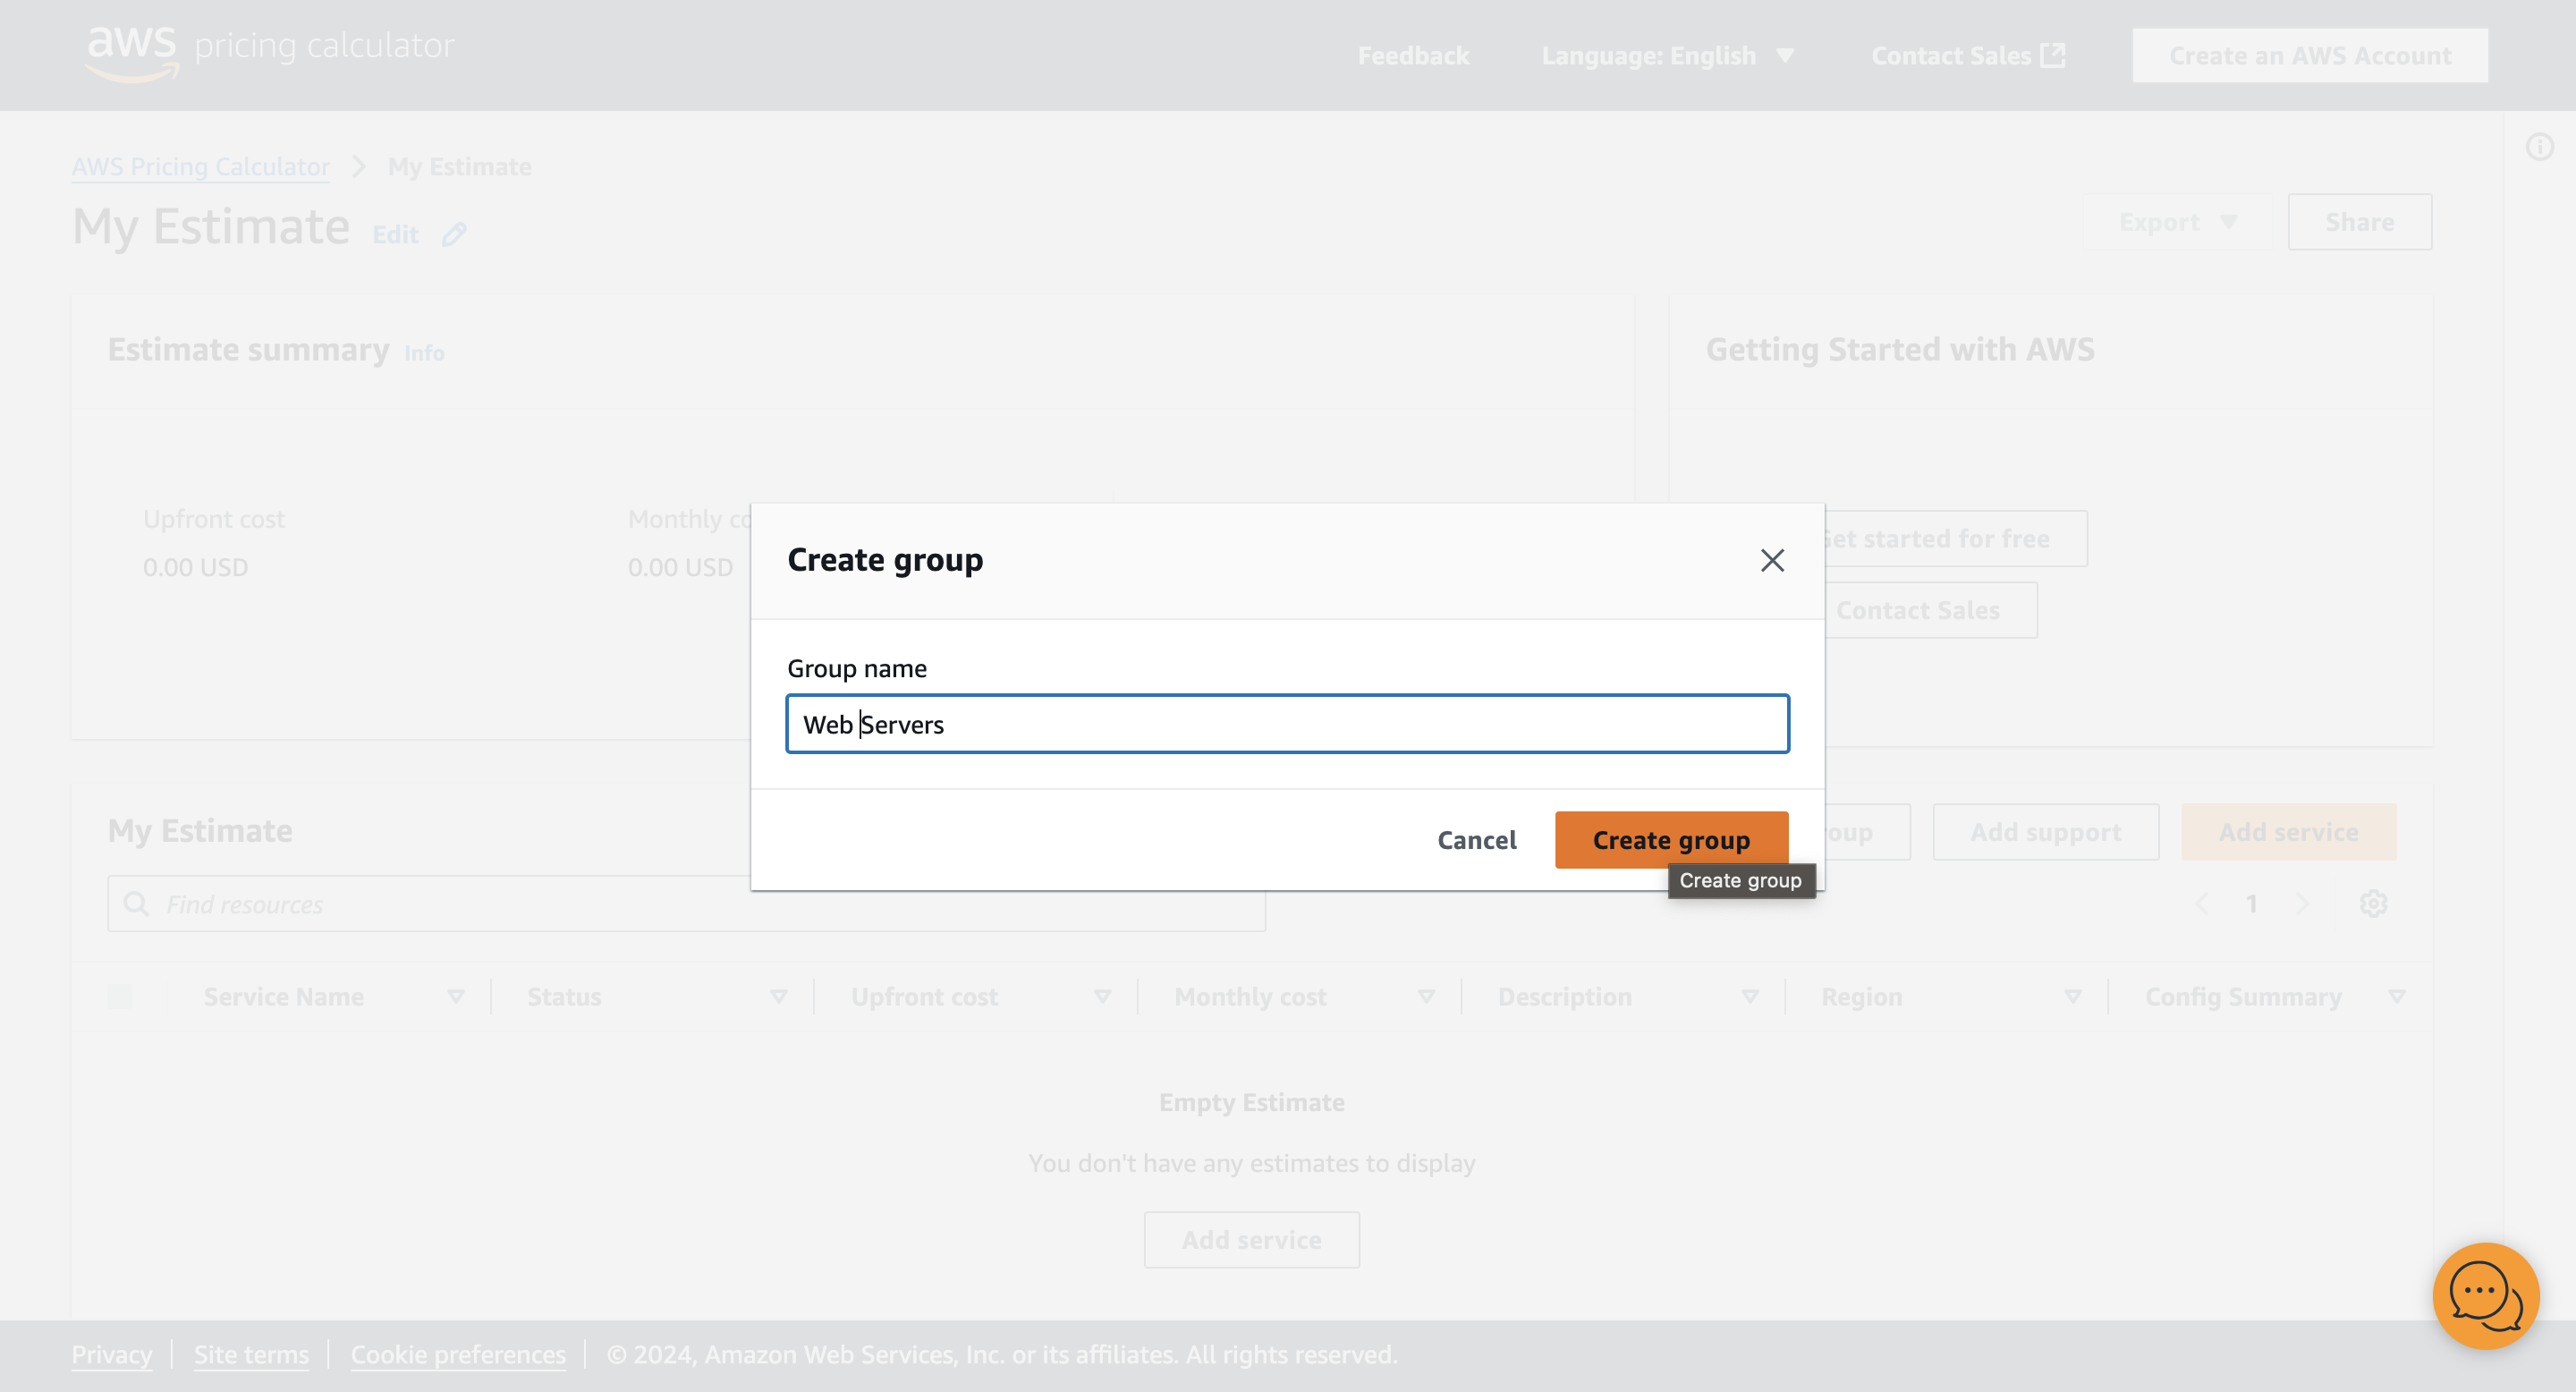 aws pricing calculator
Feedback
Language: English
Contact Sales
Create an AWS Account
AWS Pricing Calculator > My Estimate
My Estimate Edit
Export
Share
Estimate summary Info
Upfront cost
0.00 USD
Monthly co
0.00 USD
Getting Started with AWS
Get started for free
Contact Sales
Create group
Group name
Web Servers
Cancel
Create group
Create group
My Estimate
oup
Add support
Add service
Find resources
1
Service Name
Status
Upfront cost
Monthly cost
Description
Region
Config Summary
Empty Estimate
You don't have any estimates to display
Add service
Privacy
Site terms
Cookie preferences
© 2024, Amazon Web Services, Inc. or its affiliates. All rights reserved.